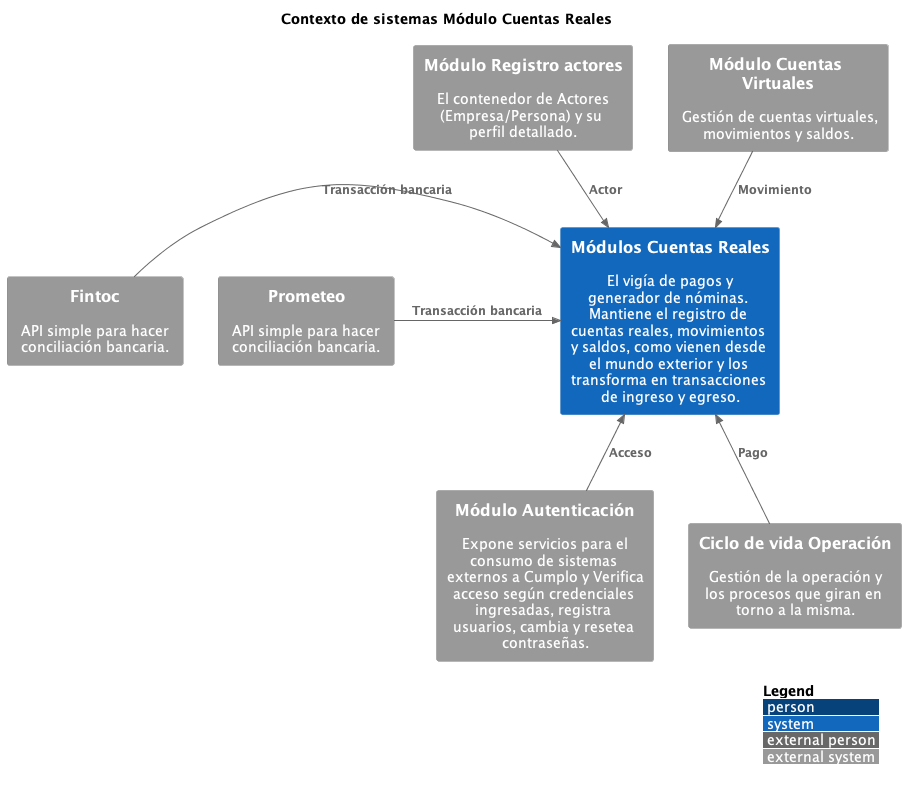 Contexto de sistemas Módulo Cuentas Reales
Módulo Registro actores
El contenedor de Actores
(Empresa/Persona) y su
perfil detallado.
Módulo Cuentas
Virtuales
Gestión de cuentas virtuales,
movimientos y saldos.
Transacción bancaria
Actor
Movimiento
Fintoc
API simple para hacer
conciliación bancaria.
Prometeo
API simple para hacer
conciliación bancaria.
Transacción bancaria
Módulos Cuentas Reales
El vigía de pagos y
generador de nóminas.
Mantiene el registro de
cuentas reales, movimientos
y saldos, como vienen desde
el mundo exterior y los
transforma en transacciones
de ingreso y egreso.
Acceso
Pago
Módulo Autenticación
Expone servicios para el
consumo de sistemas
externos a Cumplo y Verifica
acceso según credenciales
ingresadas, registra
usuarios, cambia y resetea
contraseñas.
Ciclo de vida Operación
Gestión de la operación y
los procesos que giran en
torno a la misma.
Legend
person
system
external person
external system